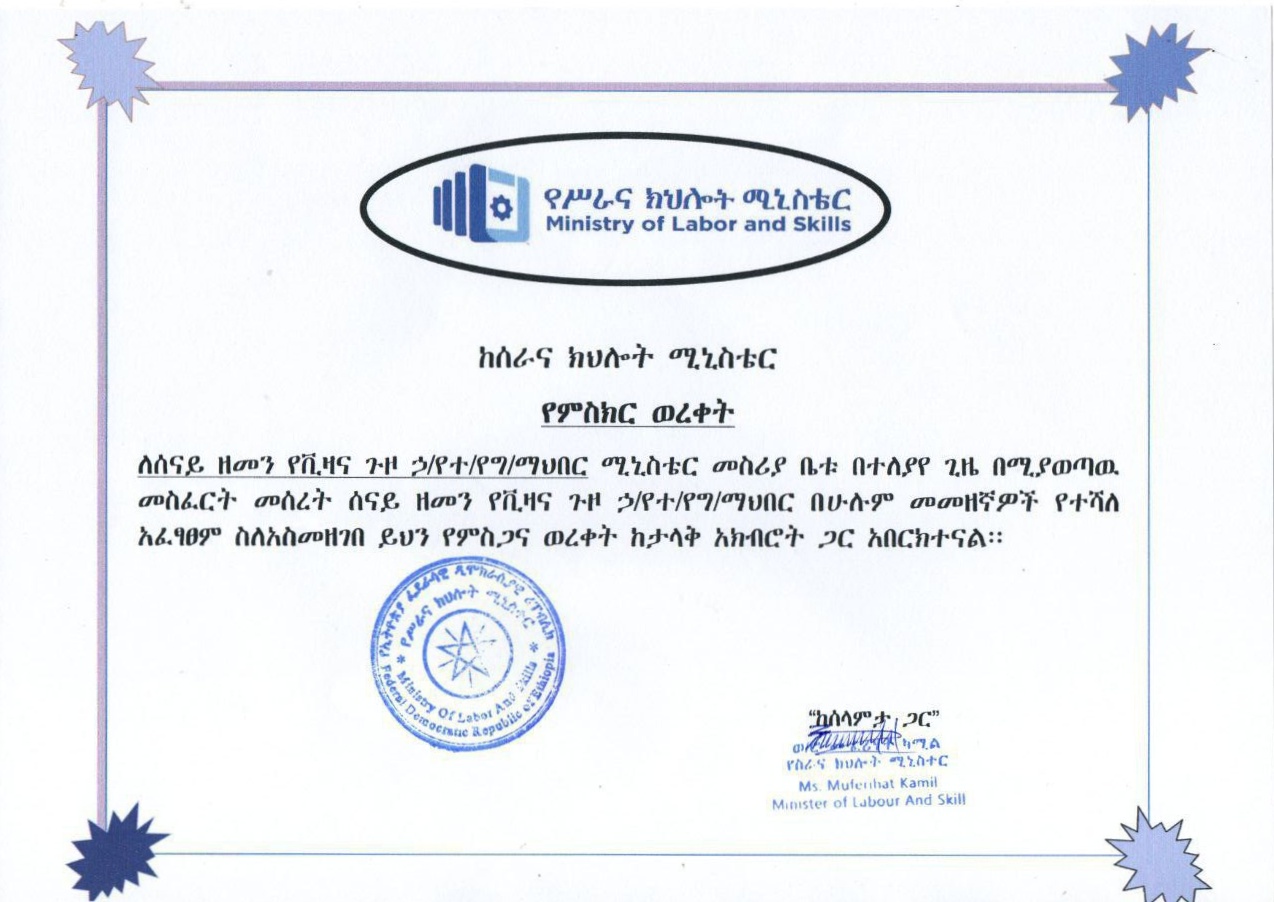 የሥራና ክህሎት ሚኒስቴር
Ministry of Labor and Skills
ከሰራና ክህሎት ሚኒስቴር
የምስክር ወረቀት
ለሰናይ ዘመን የቪዛና ጉዞ ኃ/የተ/የግ/ማህበር ሚኒስቴር መስሪያ ቤቱ በተለያየ ጊዜ በሚያወጣዉ
መስፈርት መሰረት ሰናይ ዘመን የቪዛና ጉዞ ኃ/የተ/የግ/ማህበር በሁሉም መመዘኛዎች የተሻለ
አፈፃፀም ስለአስመዘገበ ይህን የምስጋና ወረቀት ከታላቅ አክብሮት ጋር አበርክተናል፡፡
የኢትዮጵያ ፌደራላዊ ዲሞክራሲያዊ ሪፐብሊክ
የሥራና ክህሎት ሚኒስቴር
Ministry Of Labor And Skills
Federal Democratic Republic of Ethiopia
“ከሰላምታ ጋር”
ካሚል
የስራና ክህሎት ሚኒስተር
Ms. Muferihat Kamil
Minister of Labour And Skill